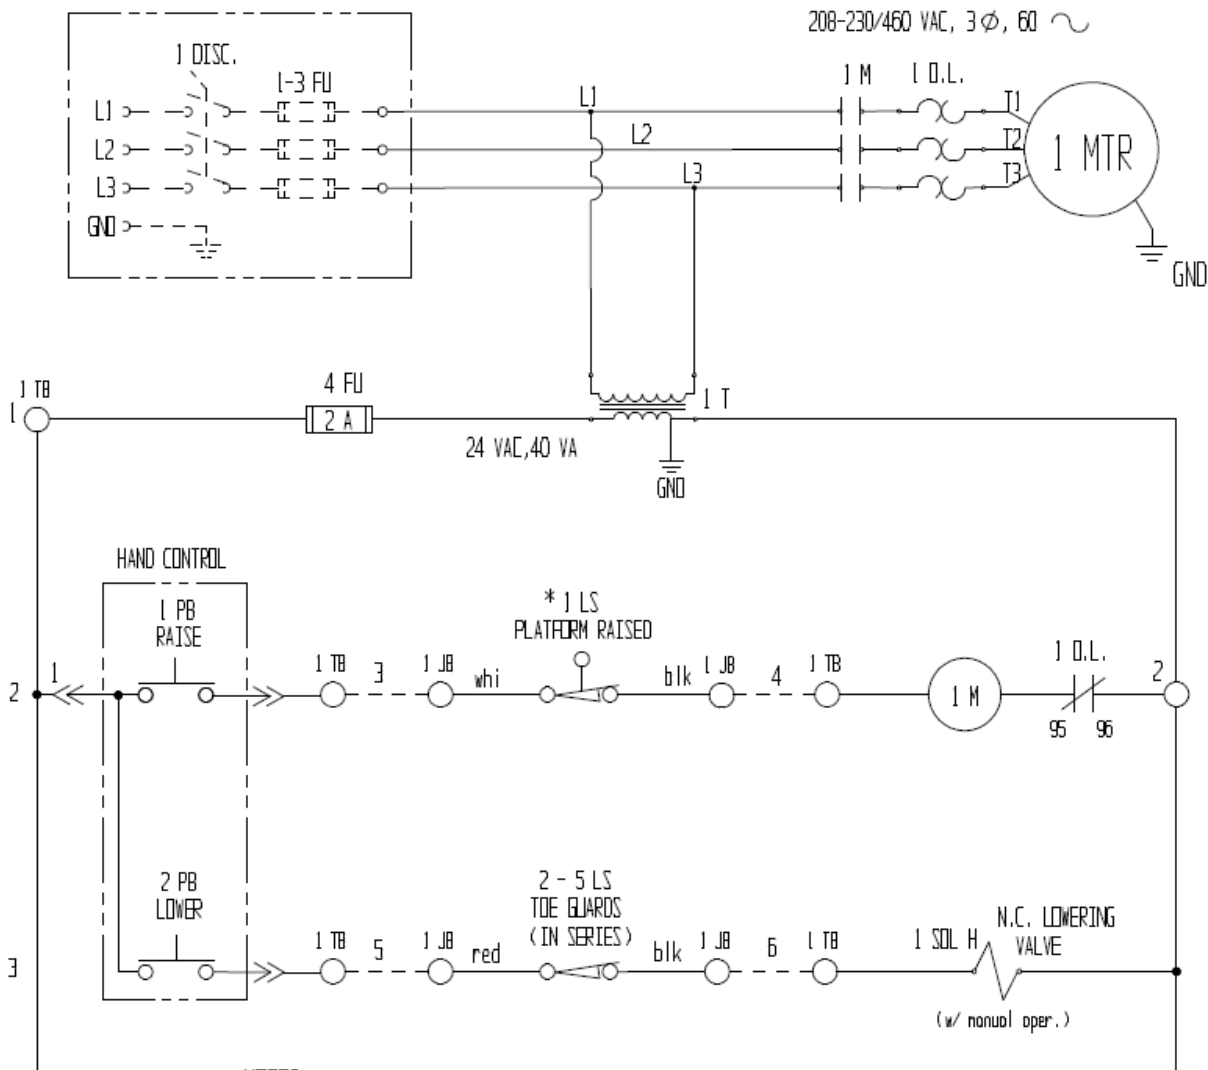 208-230/460 VAC, 3Ø, 60 ∿
1 DISC.
1-3 FU
1 M
1 O.L.
L1
L1
T1
L2
L2
T2
1 MTR
L3
L3
T3
GND
GND
1 TB
4 FU
1 T
1
2 A
24 VAC,40 VA
GND
HAND CONTROL
1 PB
RAISE
* 1 LS
PLATFORM RAISED
1
1 TB
3
1 JB
whi
blk
1 JB
4
1 TB
1 O.L.
2
2
1 M
95
96
2 PB
LOWER
2 - 5 LS
TOE GUARDS
(IN SERIES)
N.C. LOWERING
VALVE
1 TB
5
1 JB
red
blk
1 JB
6
1 TB
1 SOL H
3
(w/ manual oper.)